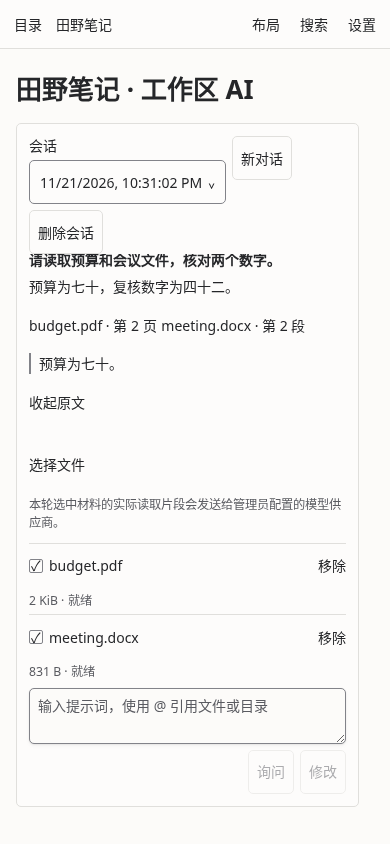 目录 田野笔记 布局 搜索 设置
田野笔记 · 工作区 AI
会话
新对话
11/21/2026, 10:31:02 PM
删除会话
请读取预算和会议文件，核对两个数字。
预算为七十，复核数字为四十二。
budget.pdf · 第 2 页 meeting.docx · 第 2 段
预算为七十。
收起原文
选择文件
本轮选中材料的实际读取片段会发送给管理员配置的模型供
应商。
budget.pdf 移除
2 KiB · 就绪
meeting.docx 移除
831 B · 就绪
输入提示词，使用 @ 引用文件或目录
询问 修改